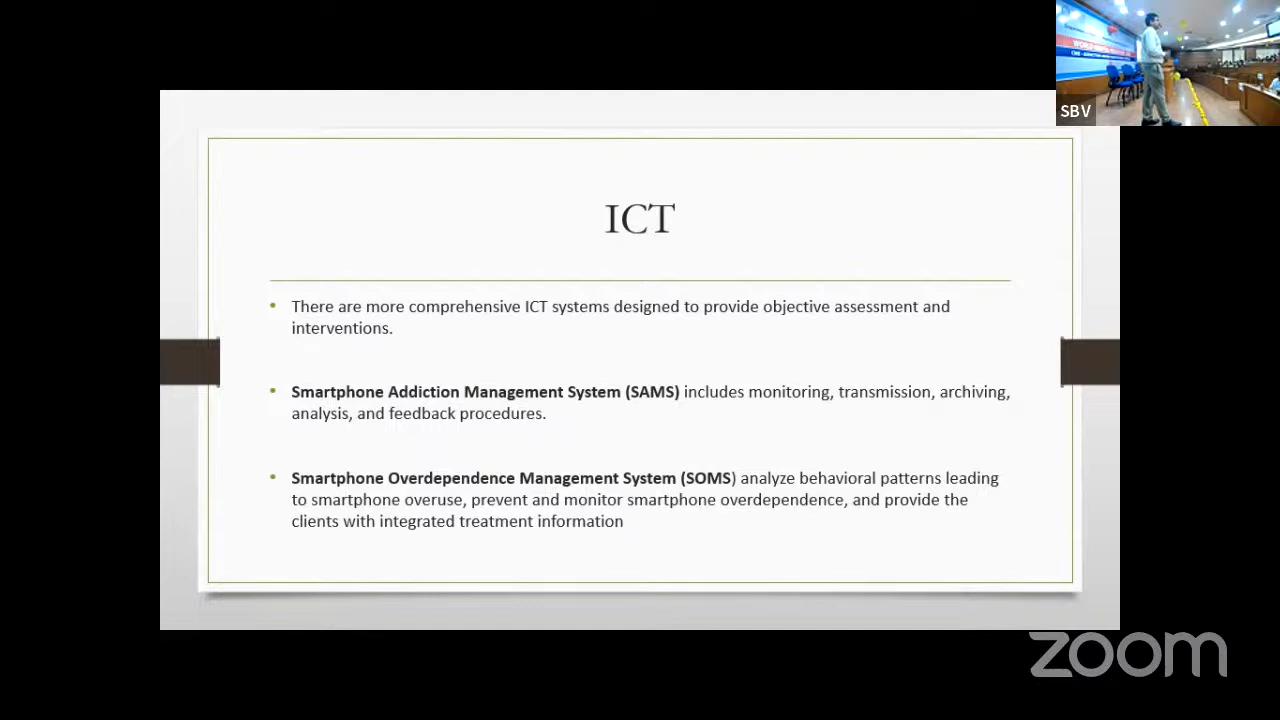 SBV
ICT
• There are more comprehensive ICT systems designed to provide objective assessment and
interventions.
• Smartphone Addiction Management System (SAMS) includes monitoring, transmission, archiving,
analysis, and feedback procedures.
• Smartphone Overdependence Management System (SOMS) analyze behavioral patterns leading
to smartphone overuse, prevent and monitor smartphone overdependence, and provide the
clients with integrated treatment information
zoom